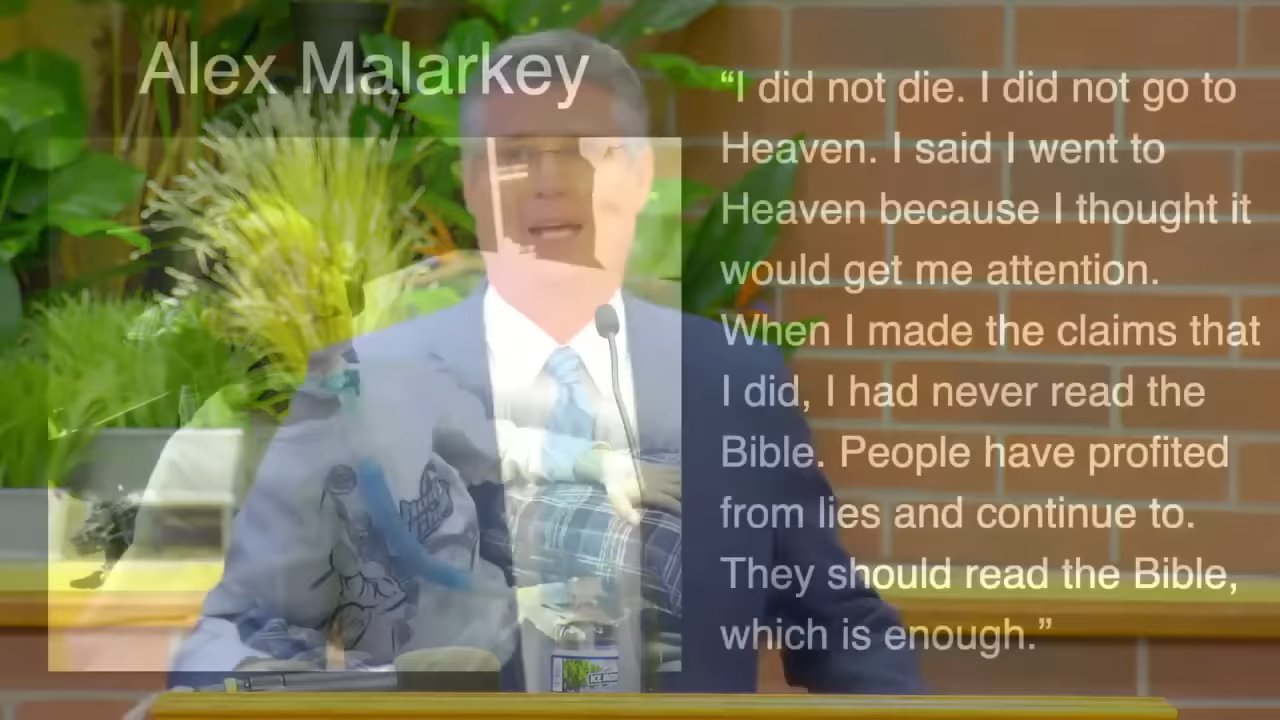 Alex Malarkey
“I did not die. I did not go to
Heaven. I said I went to
Heaven because I thought it
would get me attention.
When I made the claims that
I did, I had never read the
Bible. People have profited
from lies and continue to.
They should read the Bible,
which is enough.”
ICE